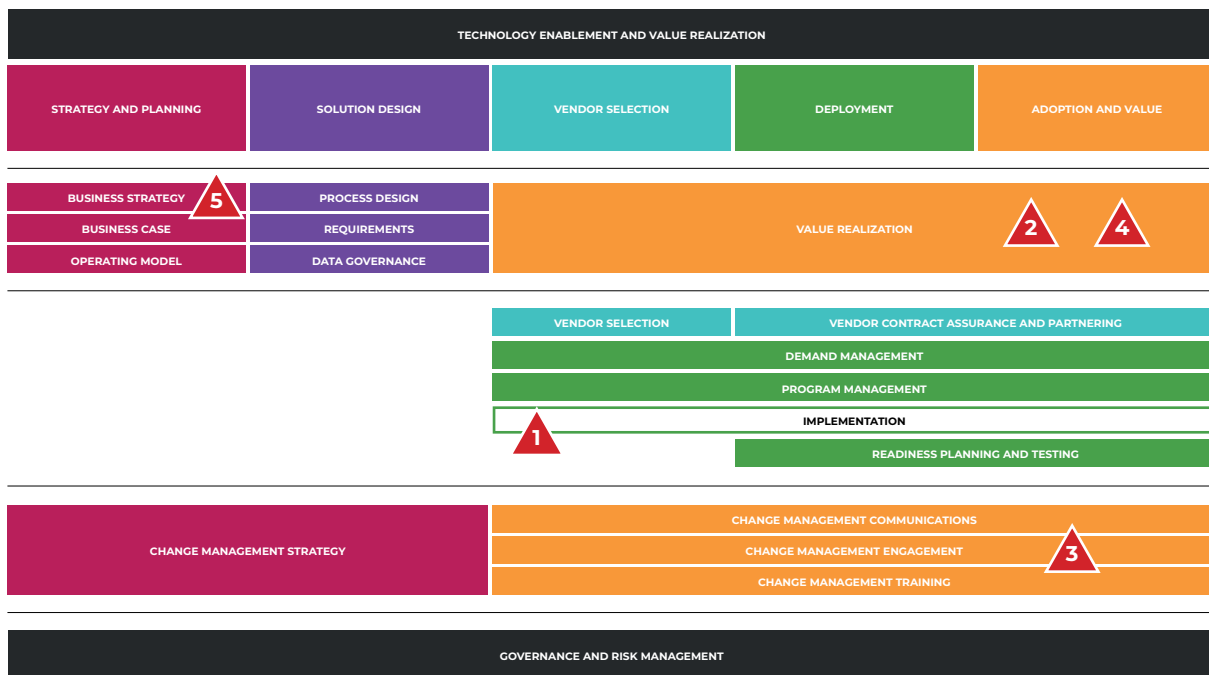 TECHNOLOGY ENABLEMENT AND VALUE REALIZATION
STRATEGY AND PLANNING
SOLUTION DESIGN
VENDOR SELECTION
DEPLOYMENT
ADOPTION AND VALUE
BUSINESS STRATEGY
5
BUSINESS CASE
OPERATING MODEL
PROCESS DESIGN
REQUIREMENTS
DATA GOVERNANCE
VALUE REALIZATION
2
4
VENDOR SELECTION
VENDOR CONTRACT ASSURANCE AND PARTNERING
DEMAND MANAGEMENT
PROGRAM MANAGEMENT
IMPLEMENTATION
1
READINESS PLANNING AND TESTING
CHANGE MANAGEMENT STRATEGY
CHANGE MANAGEMENT COMMUNICATIONS
CHANGE MANAGEMENT ENGAGEMENT
3
CHANGE MANAGEMENT TRAINING
GOVERNANCE AND RISK MANAGEMENT